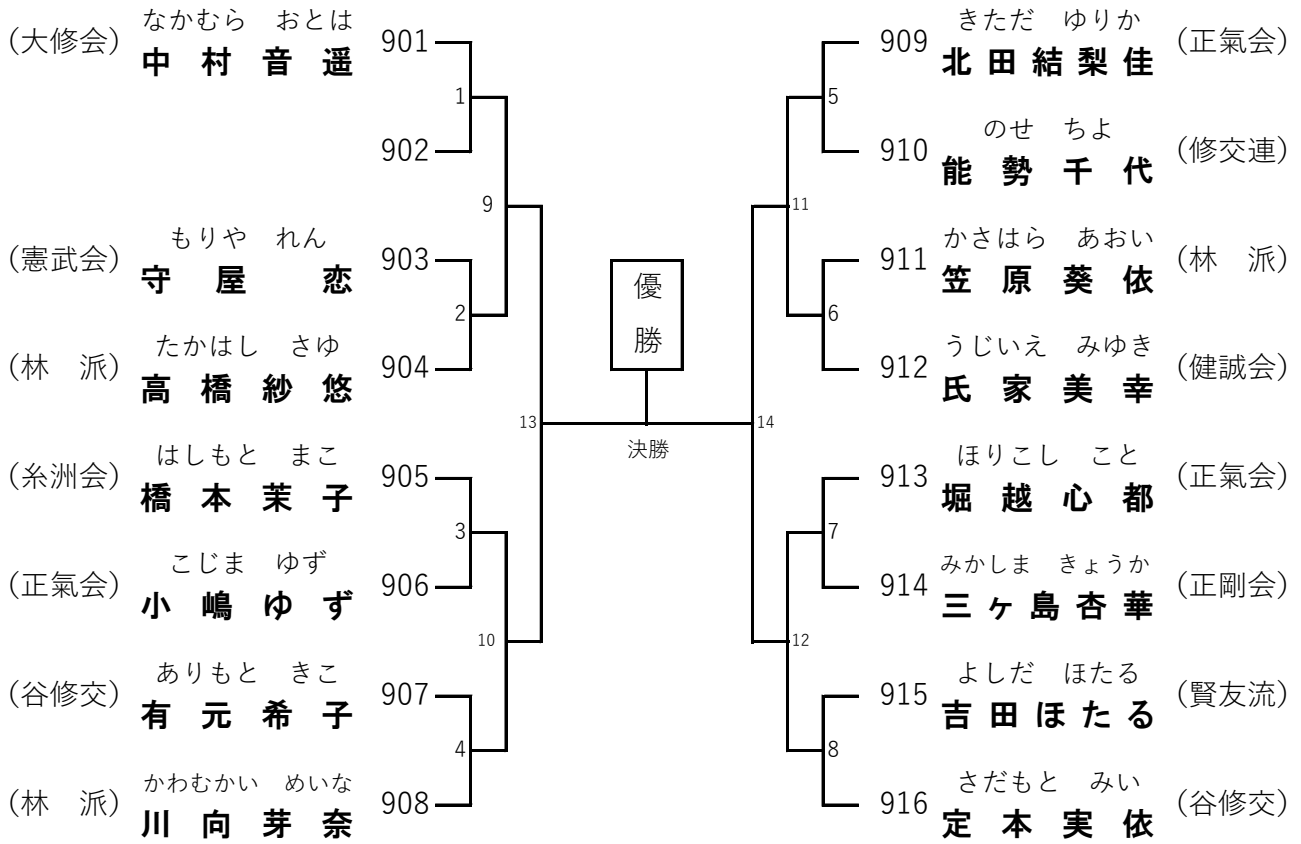 なかむら　おとは
(大修会) 中村音遥 901
1
902
9
もりや　れん
(憲武会) 守屋恋 903
2
たかはし　さゆ
(林　派) 高橋紗悠 904
13
はしもと　まこ
(糸洲会) 橋本茉子 905
3
こじま　ゆず
(正氣会) 小嶋ゆず 906
10
ありもと　きこ
(谷修交) 有元希子 907
4
かわむかい　めいな
(林　派) 川向芽奈 908
優
勝
決勝
きただ　ゆりか
909 北田結梨佳 (正氣会)
5
のせ　ちよ
910 能勢千代 (修交連)
11
かさはら　あおい
911 笠原葵依 (林　派)
6
うじいえ　みゆき
912 氏家美幸 (健誠会)
14
ほりこし　こと
913 堀越心都 (正氣会)
7
みかしま　きょうか
914 三ヶ島杏華 (正剛会)
12
よしだ　ほたる
915 吉田ほたる (賢友流)
8
さだもと　みい
916 定本実依 (谷修交)